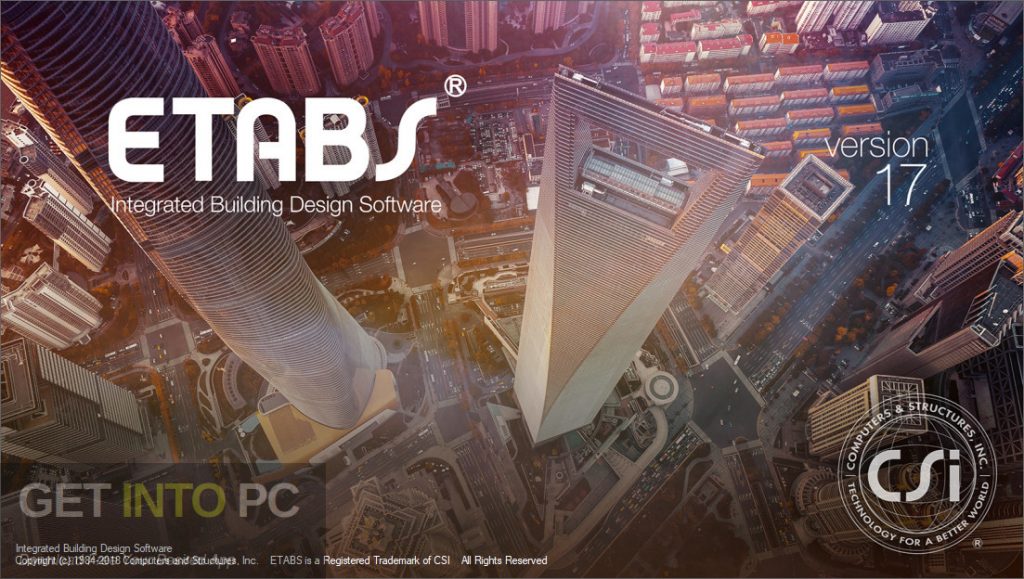 ETABS®
Integrated Building Design Software
version
17
COMPUTERS & STRUCTURES, INC.
CSi
TECHNOLOGY FOR A BETTER WORLD
®
GET INTO PC
Integrated Building Design Software
Copyright (c) 1984-2018 Computers and Structures, Inc. ETABS is a Registered Trademark of CSI All Rights Reserved